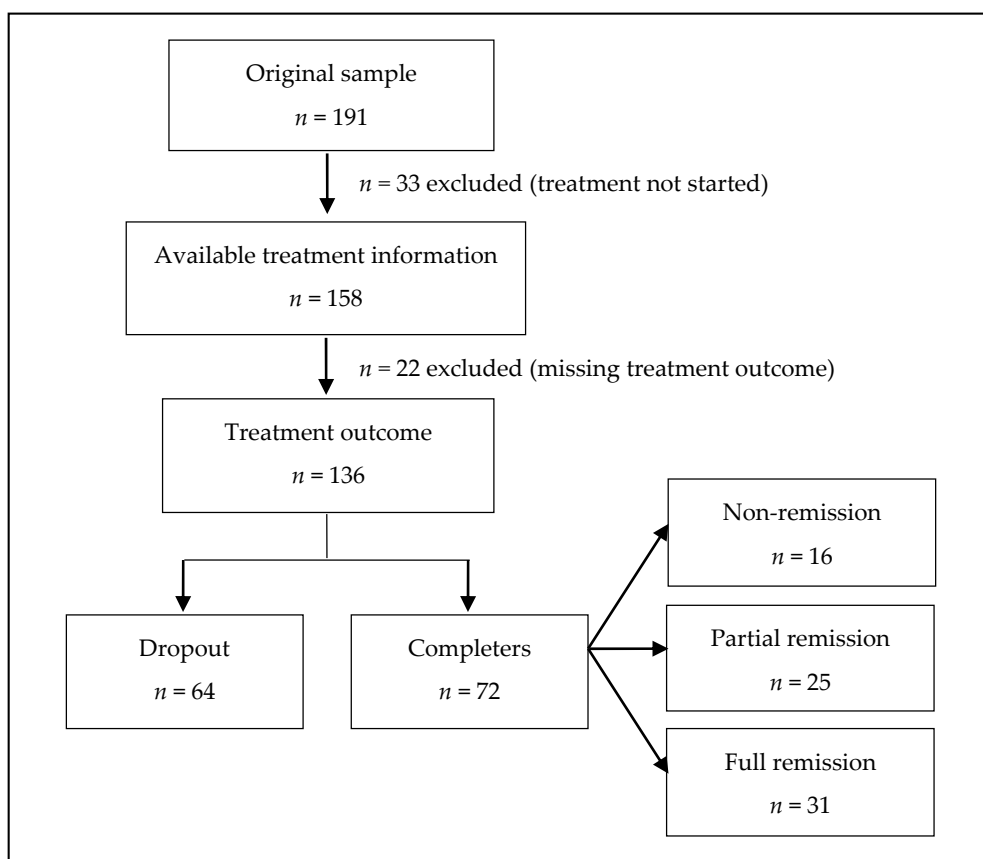 Original sample
n = 191
n = 33 excluded (treatment not started)
Available treatment information
n = 158
n = 22 excluded (missing treatment outcome)
Treatment outcome
n = 136
Non-remission
n = 16
Dropout
n = 64
Completers
n = 72
Partial remission
n = 25
Full remission
n = 31